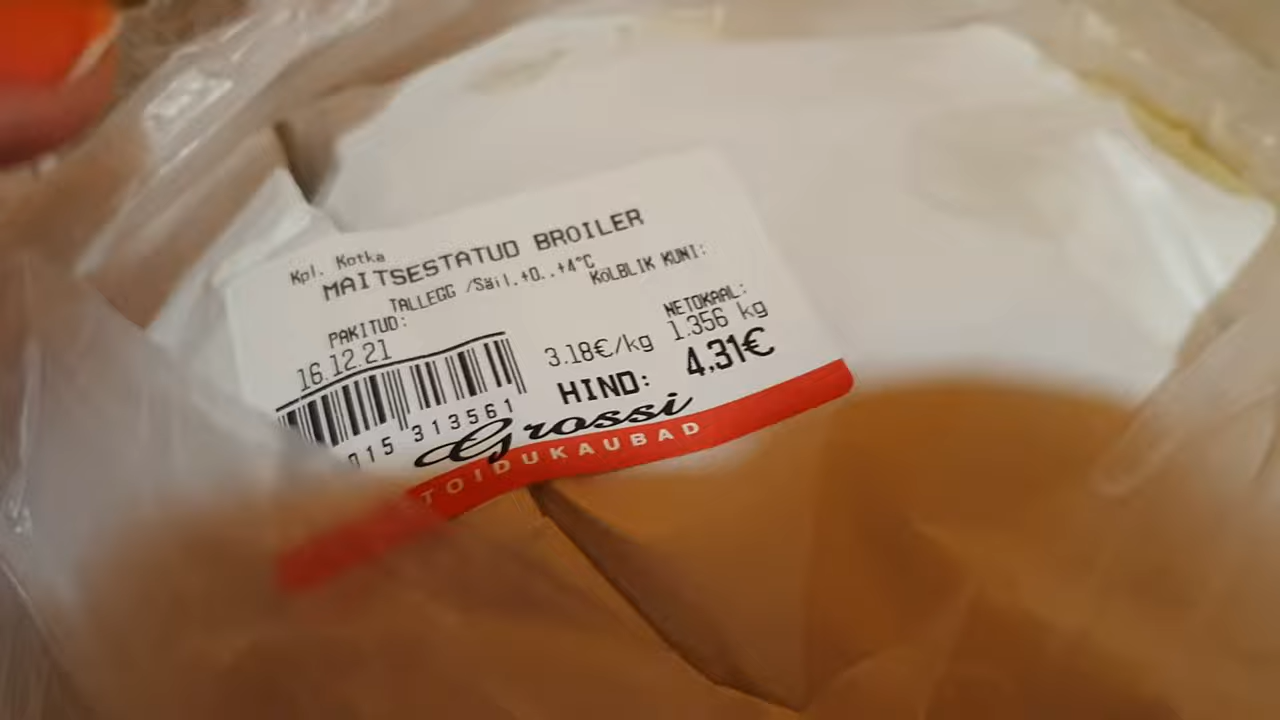 Kpl. Kotka
MAITSESTATUD BROILER
TALLEGG /Säil.+0..+4°C
PAKITUD: KÕLBLIK KUNI:
16.12.21
NETOKAAL:
3.18€/kg 1.356 kg
HIND: 4.31€
015 313561
Grossi
TOIDUKAUBAD